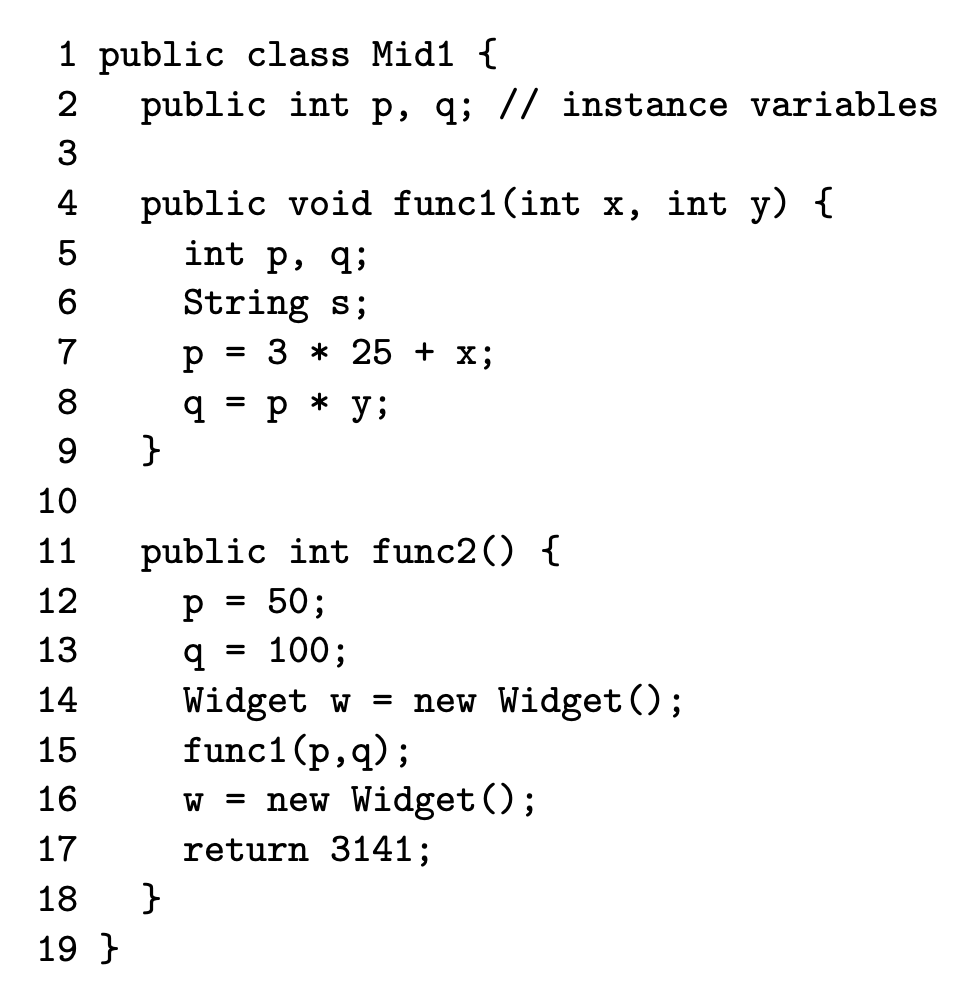 1 public class Mid1 {
2   public int p, q; // instance variables
3
4   public void func1(int x, int y) {
5     int p, q;
6     String s;
7     p = 3 * 25 + x;
8     q = p * y;
9   }
10
11   public int func2() {
12     p = 50;
13     q = 100;
14     Widget w = new Widget();
15     func1(p,q);
16     w = new Widget();
17     return 3141;
18   }
19 }